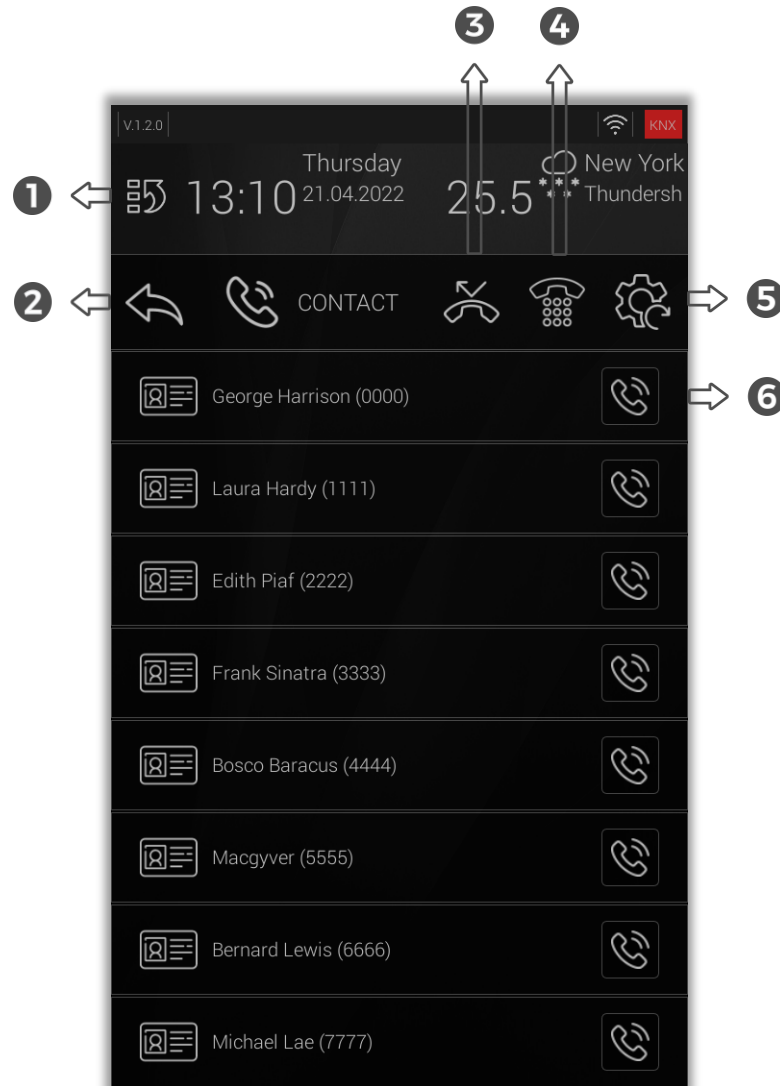 3 4
V.1.2.0 KNX
Thursday
21.04.2022
1 13:10 25.5 New York
Thundersh
2 CONTACT 5
George Harrison (0000) 6
Laura Hardy (1111)
Edith Piaf (2222)
Frank Sinatra (3333)
Bosco Baracus (4444)
Macgyver (5555)
Bernard Lewis (6666)
Michael Lae (7777)